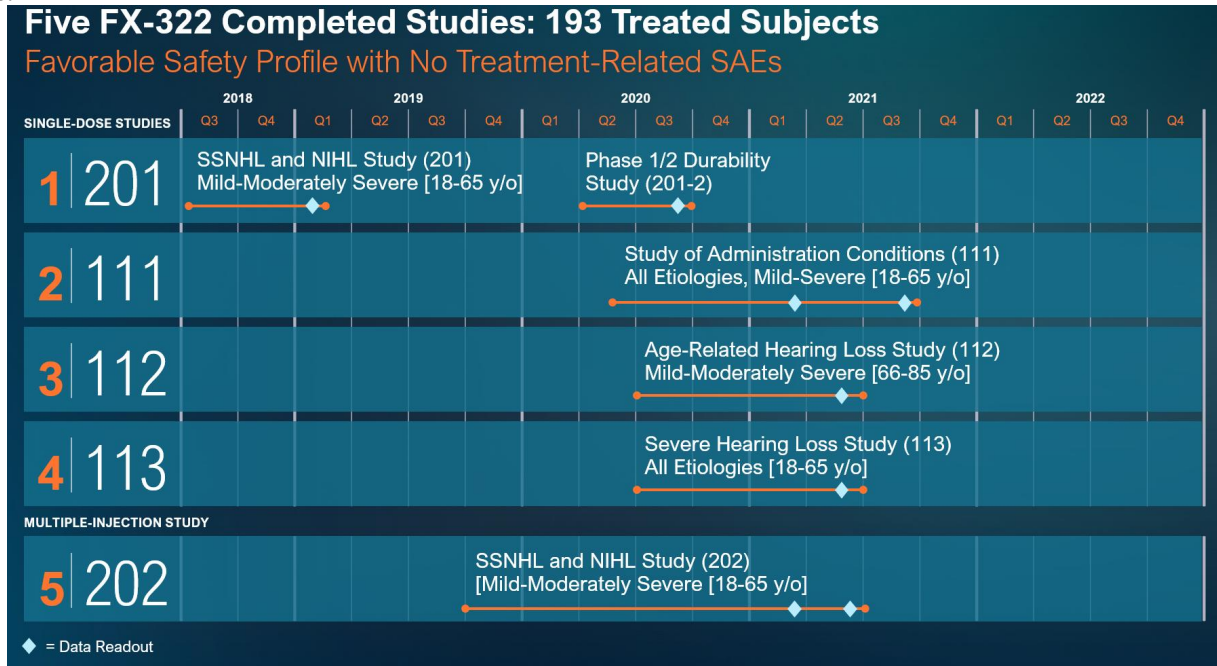 Five FX-322 Completed Studies: 193 Treated Subjects
Favorable Safety Profile with No Treatment-Related SAEs
2018 2019 2020 2021 2022
SINGLE-DOSE STUDIES Q3 Q4 Q1 Q2 Q3 Q4 Q1 Q2 Q3 Q4 Q1 Q2 Q3 Q4 Q1 Q2 Q3 Q4
1 201
SSNHL and NIHL Study (201)
Mild-Moderately Severe [18-65 y/o]
Phase 1/2 Durability
Study (201-2)
2 111
Study of Administration Conditions (111)
All Etiologies, Mild-Severe [18-65 y/o]
3 112
Age-Related Hearing Loss Study (112)
Mild-Moderately Severe [66-85 y/o]
4 113
Severe Hearing Loss Study (113)
All Etiologies [18-65 y/o]
MULTIPLE-INJECTION STUDY
5 202
SSNHL and NIHL Study (202)
[Mild-Moderately Severe [18-65 y/o]
= Data Readout